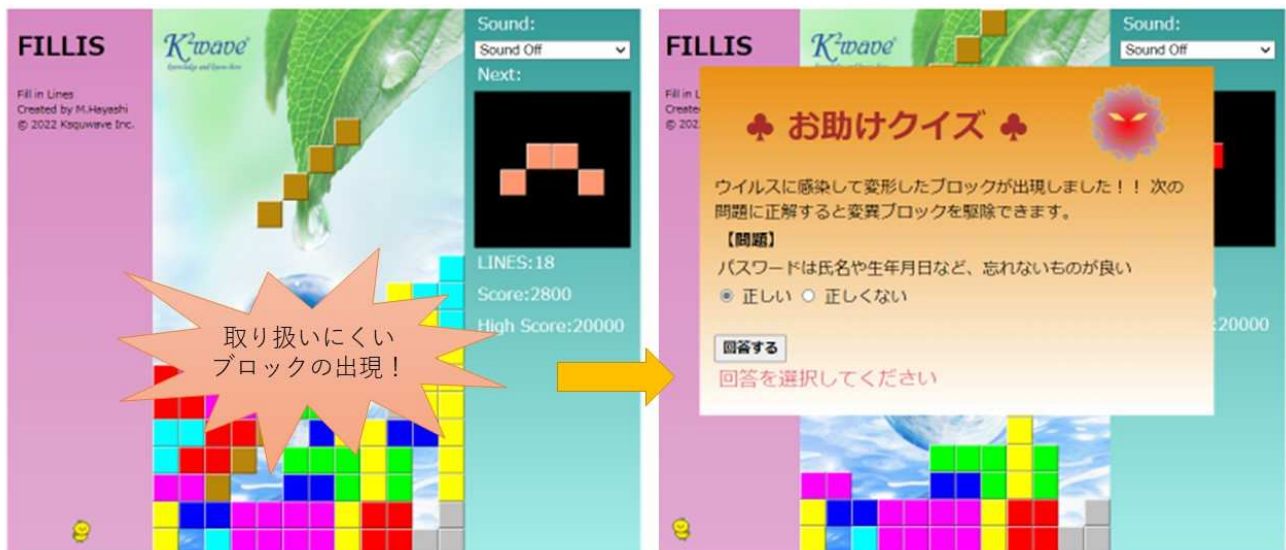 FILLIS
Fill in Lines
Created by M.Hayashi
© 2022 Ksquwave Inc.
K²wave
Sound:
Sound Off
Next:
LINES:18
Score:2800
High Score:20000
取り扱いにくい
ブロックの出現！
FILLIS
K²wave
Sound:
Sound Off
Fill in L
Create
© 202
♣ お助けクイズ ♣
ウイルスに感染して変形したブロックが出現しました！！ 次の
問題に正解すると変異ブロックを駆除できます。
【問題】
パスワードは氏名や生年月日など、忘れないものが良い
正しい 正しくない
回答する
回答を選択してください
:20000